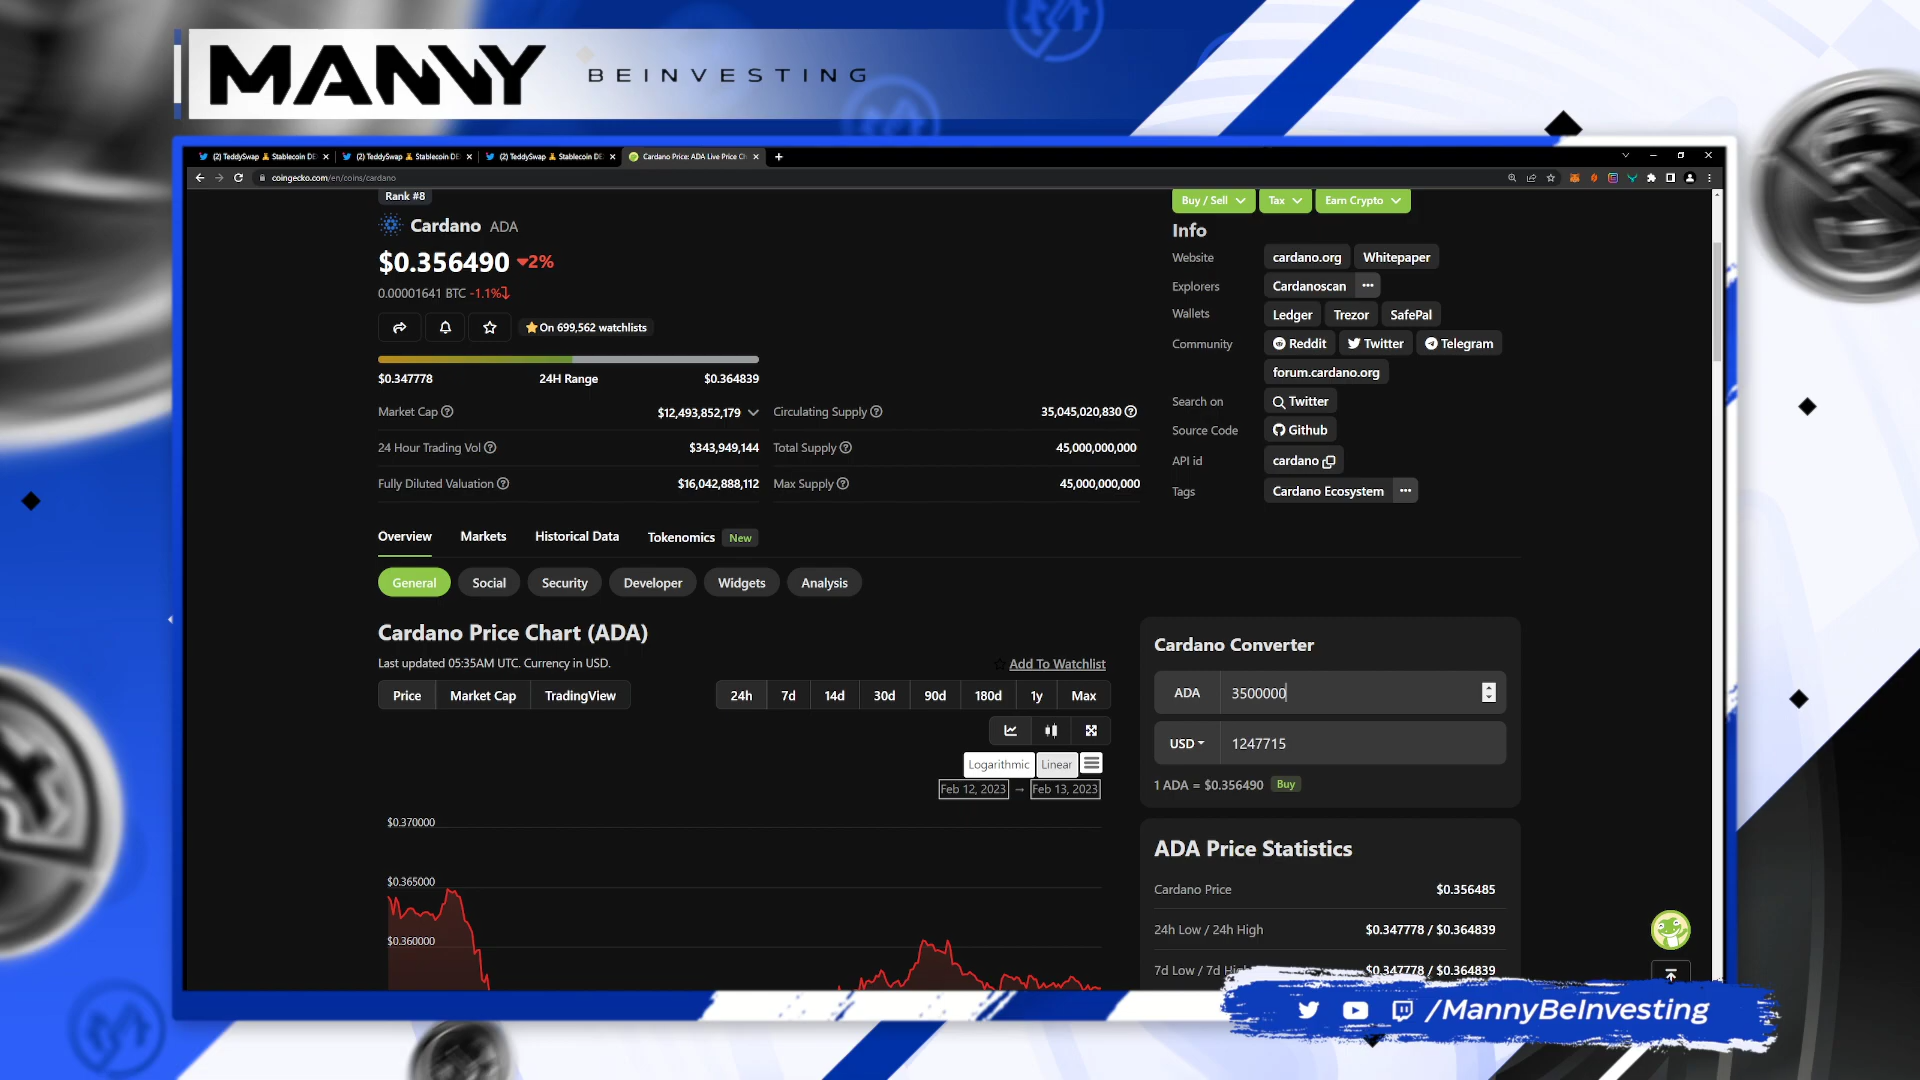 MANNY BEINVESTING
(2) TeddySwap Stablecoin DE (2) TeddySwap Stablecoin DE (2) TeddySwap Stablecoin DE Cardano Price: ADA Live Price C
coingecko.com/en/coins/cardano
Rank #8
Cardano ADA
$0.356490 2%
0.00001641 BTC -1.1%
On 699,562 watchlists
$0.347778 24H Range $0.364839
Market Cap $12,493,852,179
24 Hour Trading Vol $343,949,144
Fully Diluted Valuation $16,042,888,112
Circulating Supply 35,045,020,830
Total Supply 45,000,000,000
Max Supply 45,000,000,000
Buy / Sell Tax Earn Crypto
Info
Website cardano.org Whitepaper
Explorers Cardanoscan
Wallets Ledger Trezor SafePal
Community Reddit Twitter Telegram
forum.cardano.org
Search on Twitter
Source Code Github
API id cardano
Tags Cardano Ecosystem
Overview Markets Historical Data Tokenomics New
General Social Security Developer Widgets Analysis
Cardano Price Chart (ADA)
Last updated 05:35AM UTC. Currency in USD.
Add To Watchlist
Price Market Cap TradingView
24h 7d 14d 30d 90d 180d 1y Max
Logarithmic Linear
Feb 12, 2023 → Feb 13, 2023
$0.370000
$0.365000
$0.360000
Cardano Converter
ADA 3500000
USD 1247715
1 ADA = $0.356490 Buy
ADA Price Statistics
Cardano Price $0.356485
24h Low / 24h High $0.347778 / $0.364839
7d Low / 7d High $0.347778 / $0.364839
/MannyBeInvesting